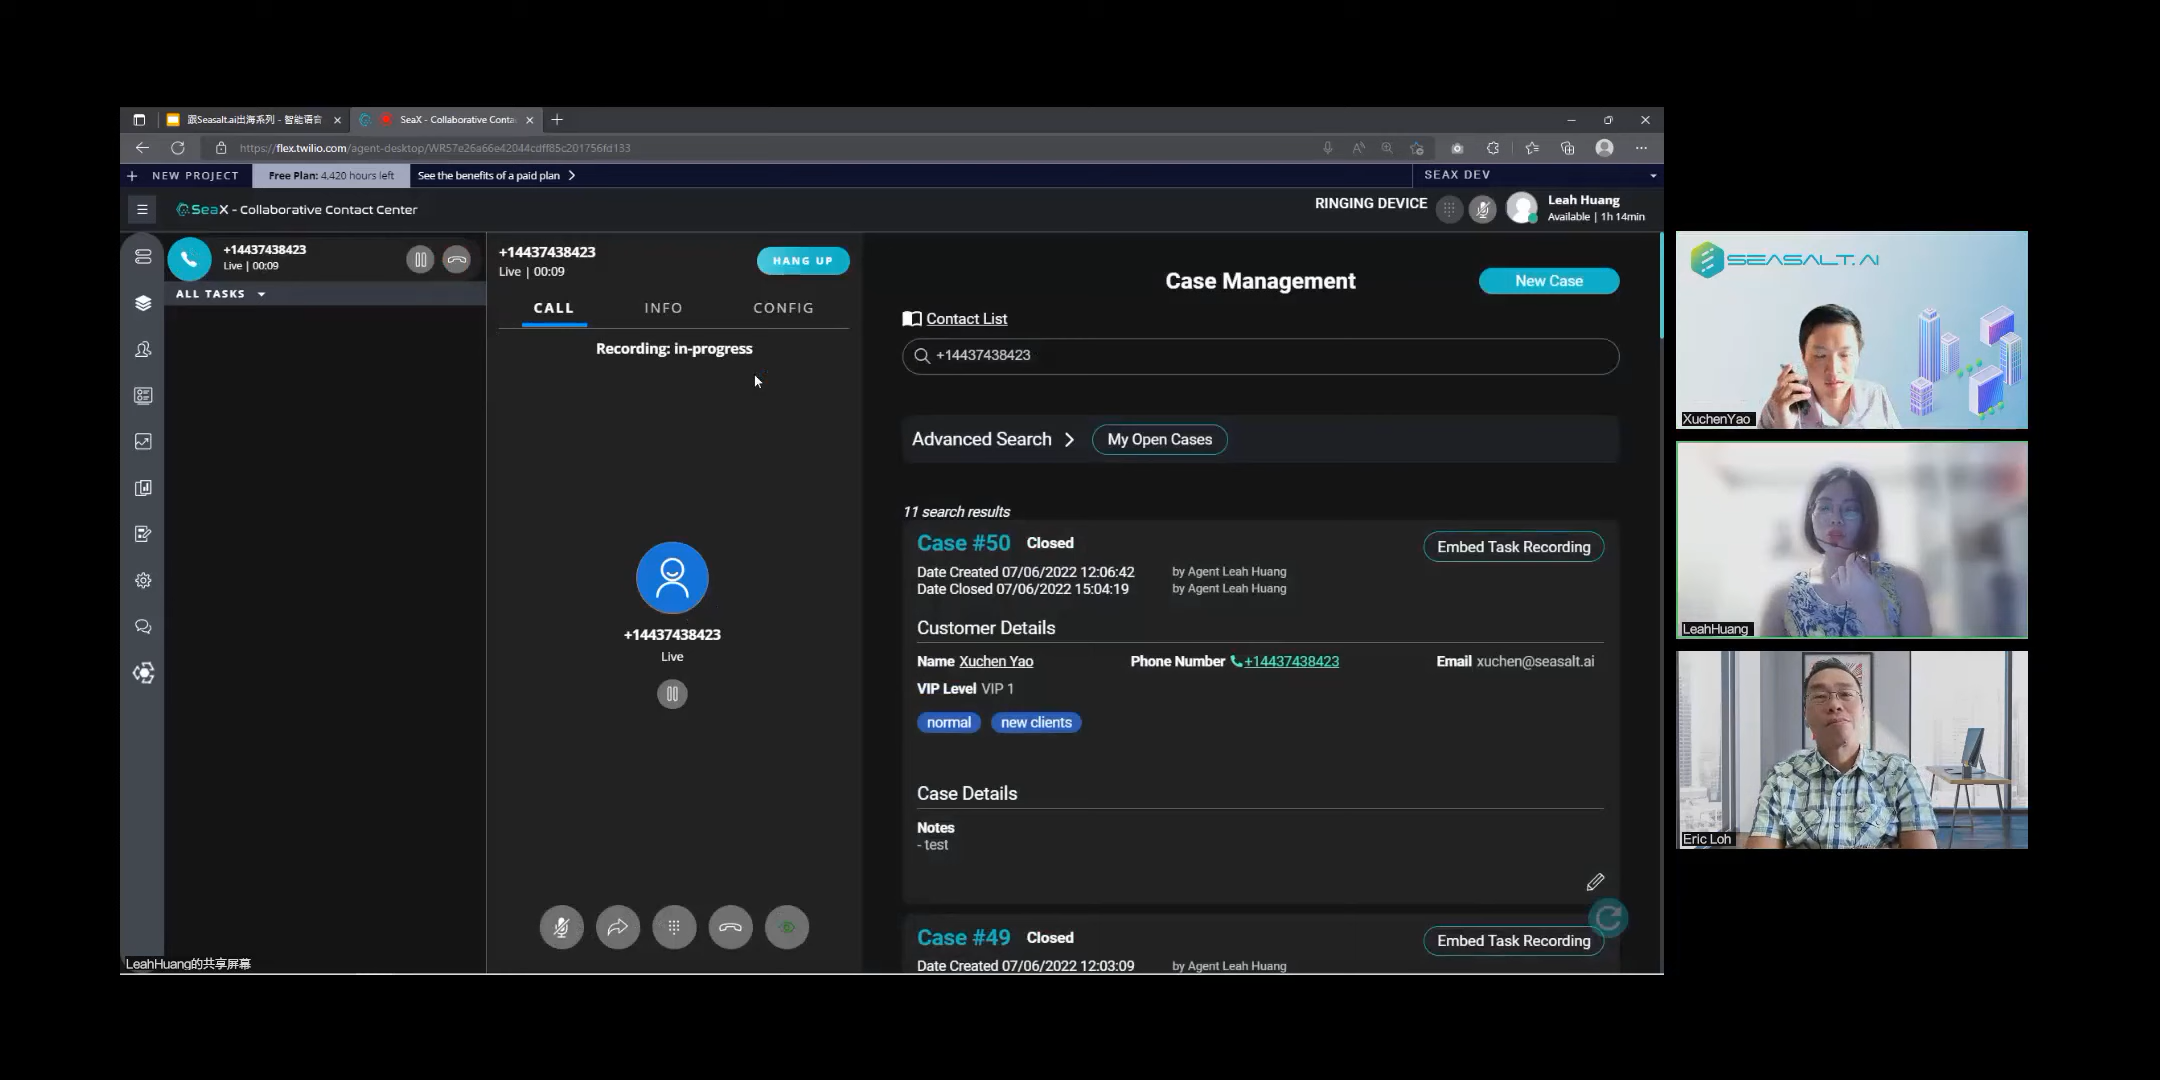 跟Seasalt.ai出海系列 - 智能语音
SeaX - Collaborative Conta
https://flex.twilio.com/agent-desktop/WR57e26a66e42044cdff85c201756fd133
NEW PROJECT
Free Plan: 4,420 hours left
See the benefits of a paid plan
SEAX DEV
SeaX - Collaborative Contact Center
RINGING DEVICE
Leah Huang
Available | 1h 14min
+14437438423
Live | 00:09
ALL TASKS
+14437438423
Live | 00:09
HANG UP
CALL
INFO
CONFIG
Recording: in-progress
+14437438423
Live
Case Management
New Case
Contact List
+14437438423
Advanced Search
My Open Cases
11 search results
Case #50 Closed
Embed Task Recording
Date Created 07/06/2022 12:06:42 by Agent Leah Huang
Date Closed 07/06/2022 15:04:19 by Agent Leah Huang
Customer Details
Name Xuchen Yao Phone Number +14437438423 Email xuchen@seasalt.ai
VIP Level VIP 1
normal new clients
Case Details
Notes
- test
Case #49 Closed
Embed Task Recording
Date Created 07/06/2022 12:03:09 by Agent Leah Huang
LeahHuang的共享屏幕
SEASALT.AI
XuchenYao
LeahHuang
Eric Loh